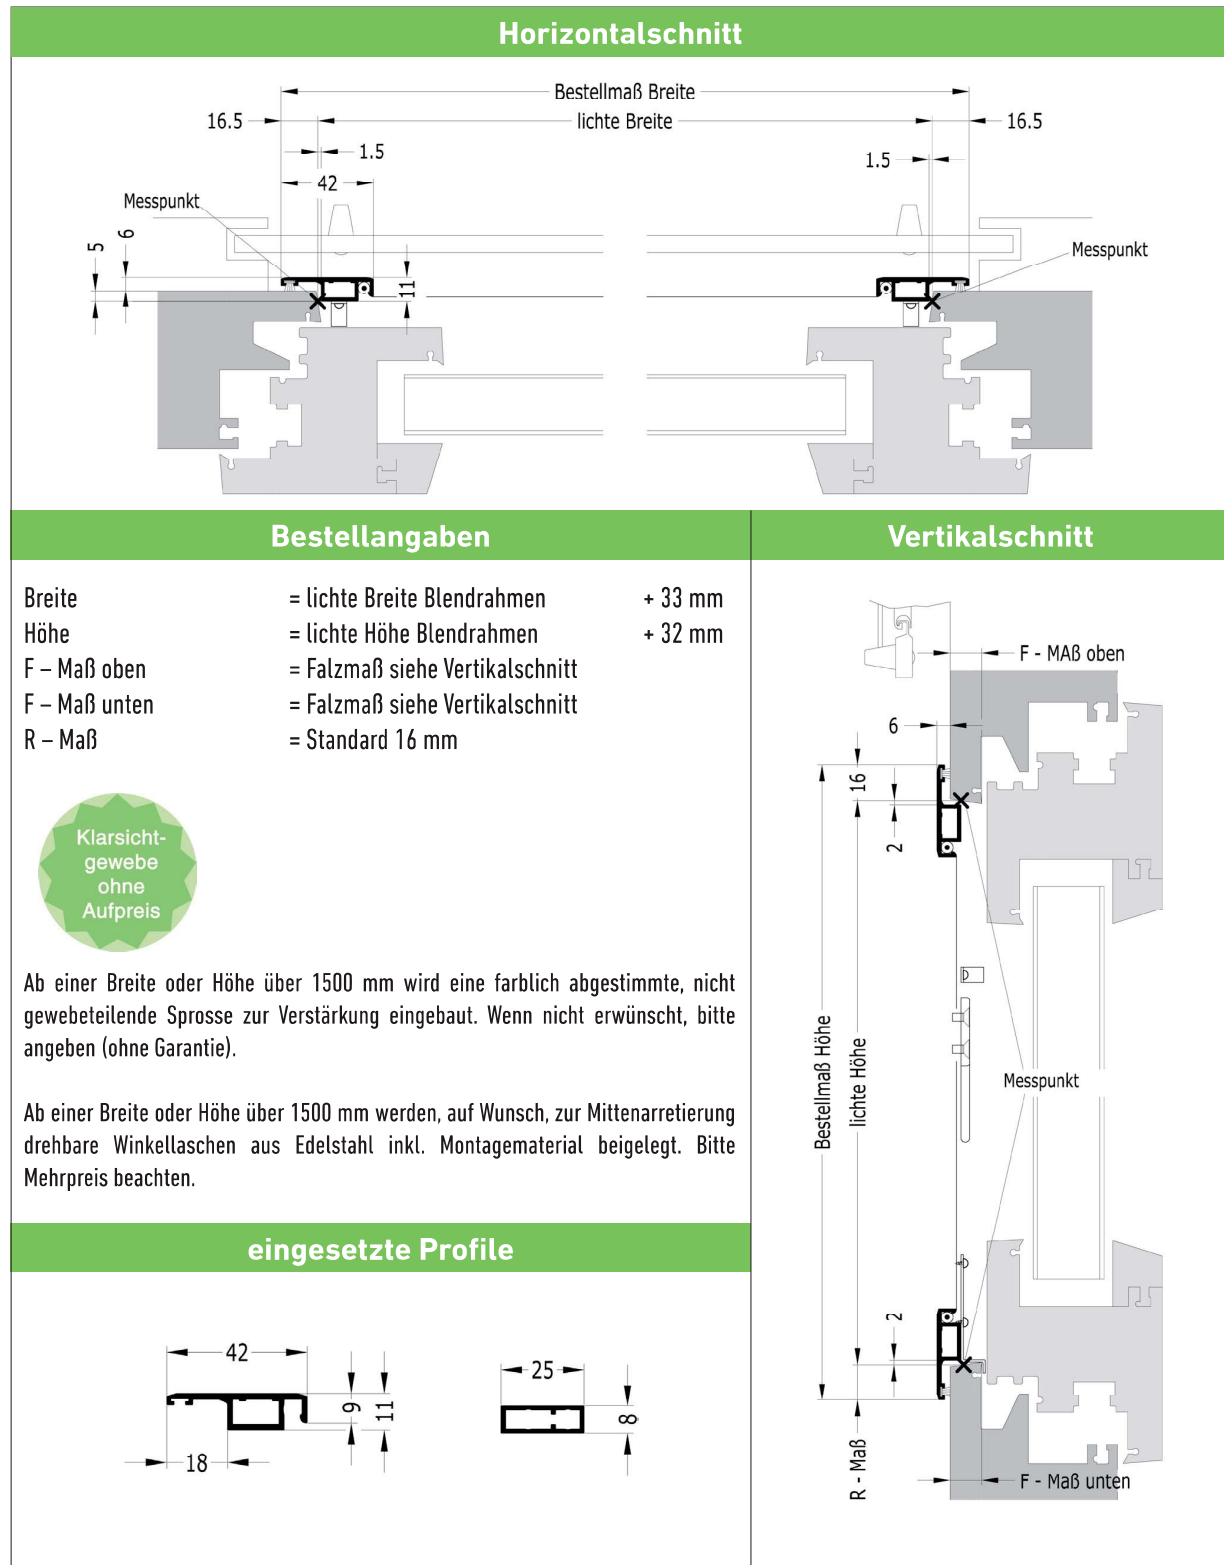 Horizontalschnitt
Bestellmaß Breite
16.5
lichte Breite
16.5
1.5
1.5
42
Messpunkt
Messpunkt
5
6
11
Bestellangaben
Breite = lichte Breite Blendrahmen + 33 mm
Höhe = lichte Höhe Blendrahmen + 32 mm
F – Maß oben = Falzmaß siehe Vertikalschnitt
F – Maß unten = Falzmaß siehe Vertikalschnitt
R – Maß = Standard 16 mm
Klarsicht-
gewebe
ohne
Aufpreis
Ab einer Breite oder Höhe über 1500 mm wird eine farblich abgestimmte, nicht
gewebeteilende Sprosse zur Verstärkung eingebaut. Wenn nicht erwünscht, bitte
angeben (ohne Garantie).
Ab einer Breite oder Höhe über 1500 mm werden, auf Wunsch, zur Mittenarretierung
drehbare Winkellaschen aus Edelstahl inkl. Montagematerial beigelegt. Bitte
Mehrpreis beachten.
eingesetzte Profile
42
9
11
18
25
8
Vertikalschnitt
F - MAß oben
6
16
2
Bestellmaß Höhe
lichte Höhe
Messpunkt
2
R - Maß
F - Maß unten